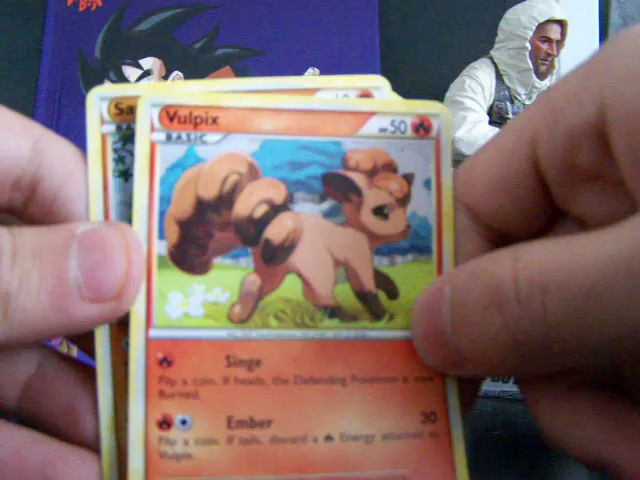 Vulpix
HP50
BASIC
Sa
Singe
Flip a coin. If heads, the Defending Pokémon is now
Burned.
Ember 30
Flip a coin. If tails, discard a Energy attached to
Vulpix.